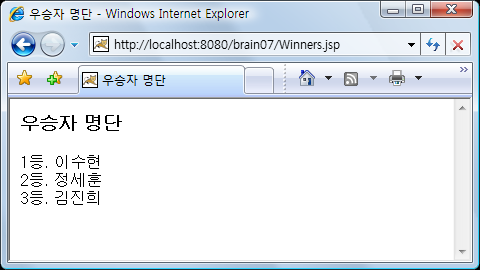 우승자 명단 - Windows Internet Explorer
http://localhost:8080/brain07/Winners.jsp
우승자 명단
우승자 명단
1등. 이수현
2등. 정세훈
3등. 김진희